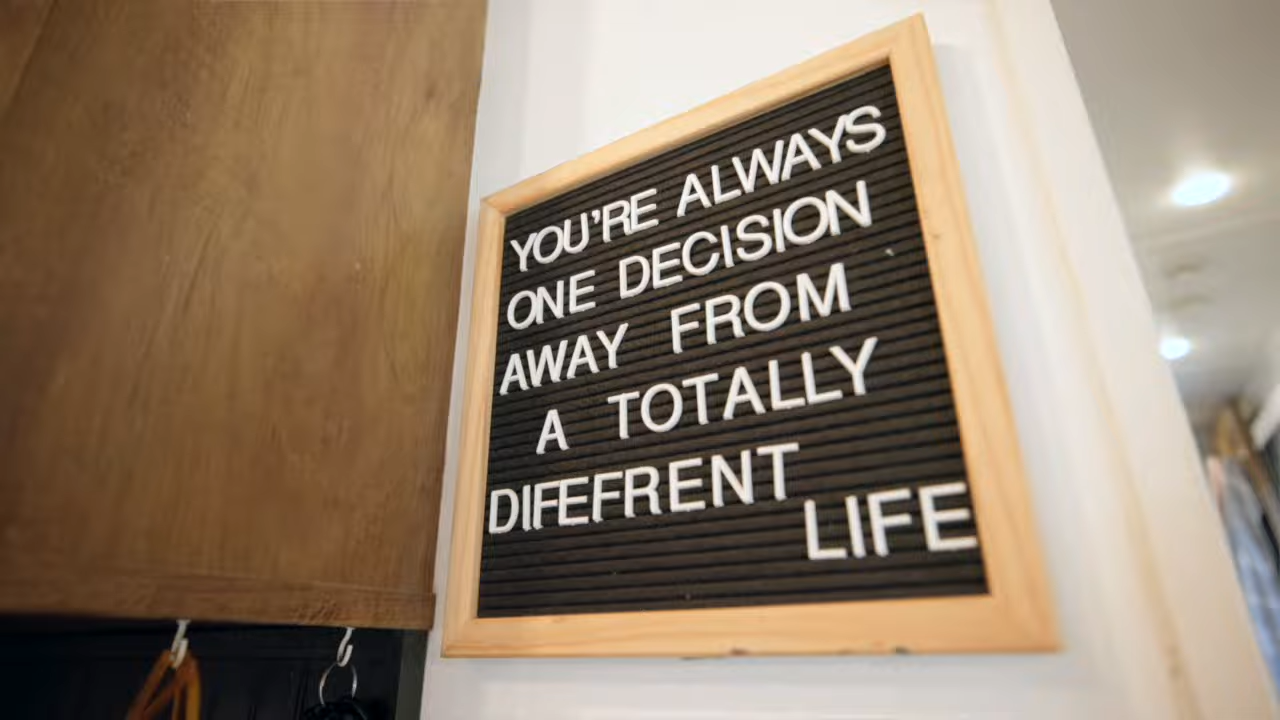 YOU'RE ALWAYS
ONE DECISION
AWAY FROM
A TOTALLY
DIFEFRENT
LIFE